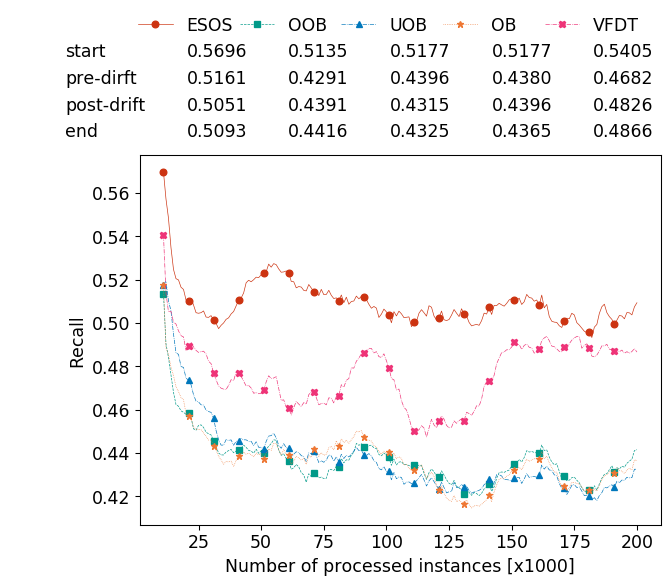 ESOS OOB UOB OB VFDT
start 0.5696 0.5135 0.5177 0.5177 0.5405
pre-dirft 0.5161 0.4291 0.4396 0.4380 0.4682
post-drift 0.5051 0.4391 0.4315 0.4396 0.4826
end 0.5093 0.4416 0.4325 0.4365 0.4866
0.56
0.54
0.52
0.50
0.48
0.46
0.44
0.42
Recall
25 50 75 100 125 150 175 200
Number of processed instances [x1000]